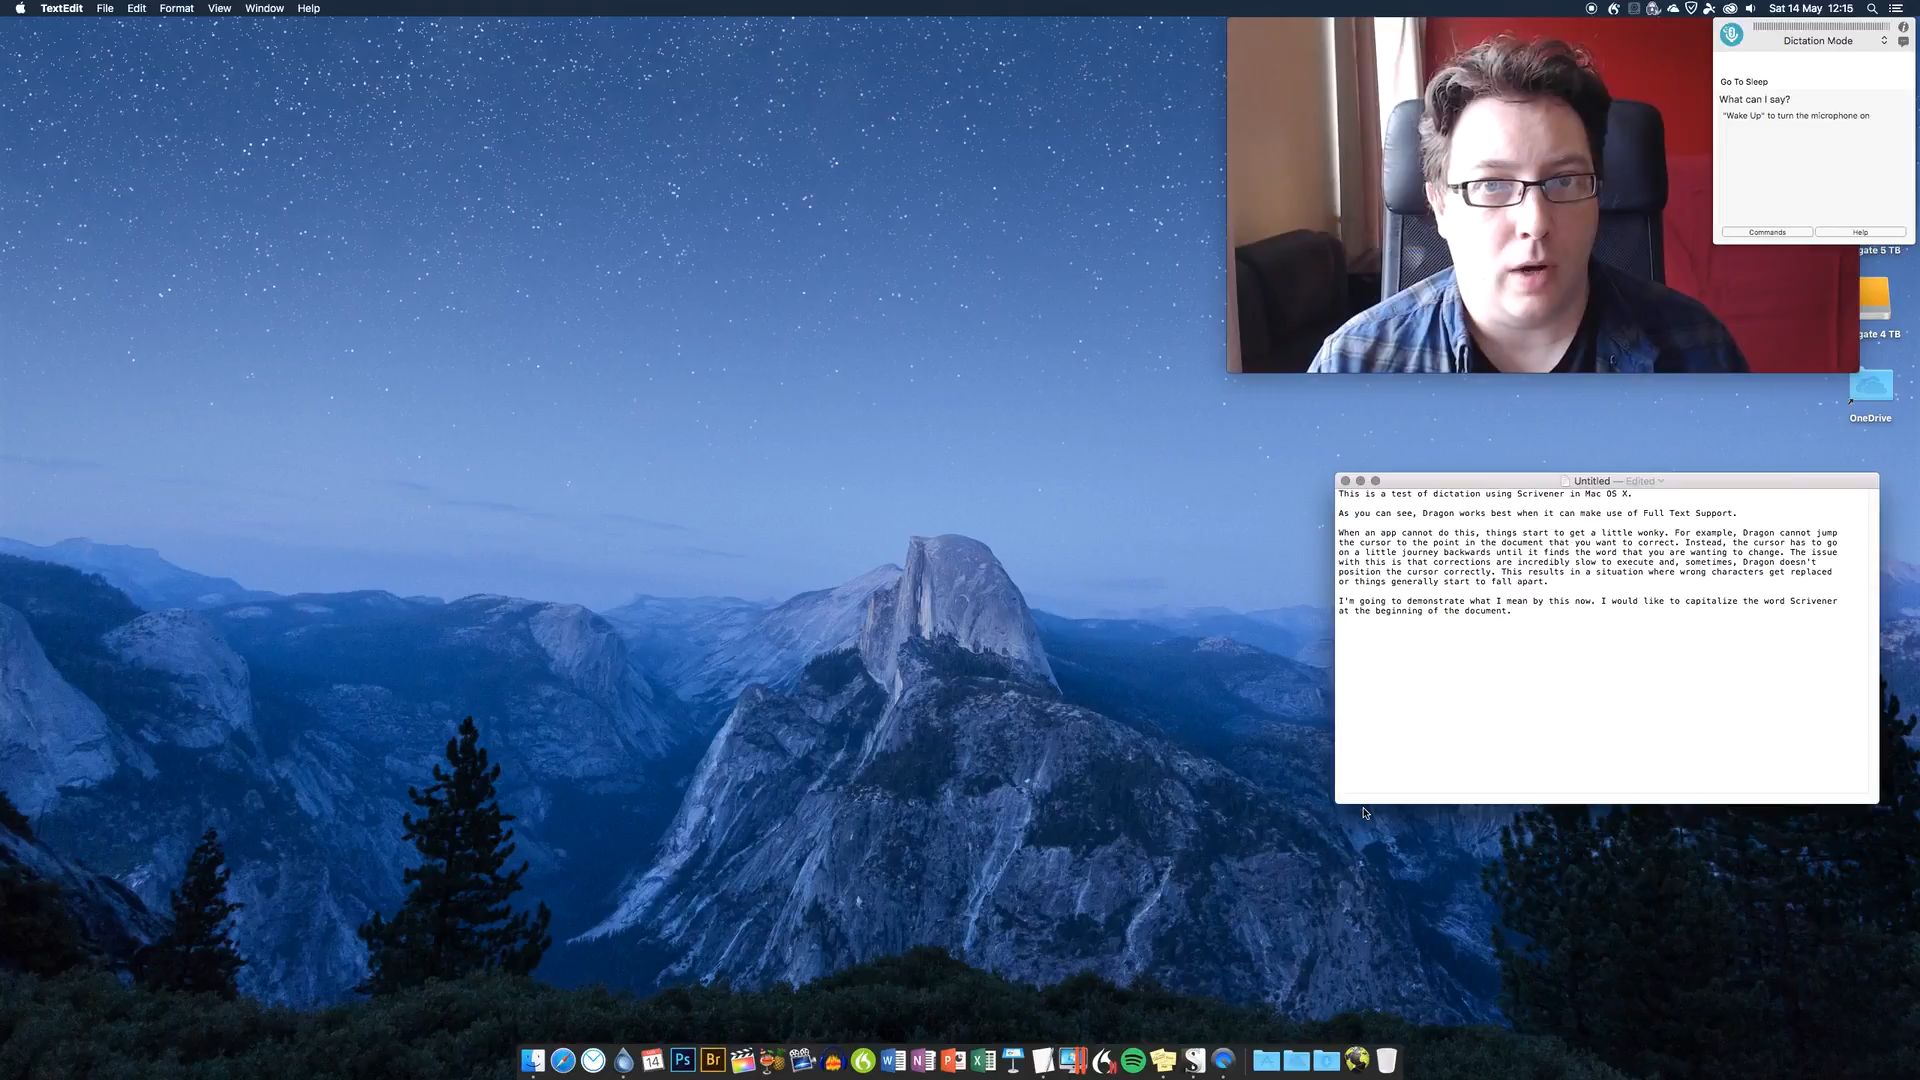 TextEdit File Edit Format View Window Help
Sat 14 May 12:15
Dictation Mode
Go To Sleep
What can I say?
"Wake Up" to turn the microphone on
Commands Help
gate 5 TB
gate 4 TB
OneDrive
Untitled — Edited
This is a test of dictation using Scrivener in Mac OS X.
As you can see, Dragon works best when it can make use of Full Text Support.
When an app cannot do this, things start to get a little wonky. For example, Dragon cannot jump
the cursor to the point in the document that you want to correct. Instead, the cursor has to go
on a little journey backwards until it finds the word that you are wanting to change. The issue
with this is that corrections are incredibly slow to execute and, sometimes, Dragon doesn't
position the cursor correctly. This results in a situation where wrong characters get replaced
or things generally start to fall apart.
I'm going to demonstrate what I mean by this now. I would like to capitalize the word Scrivener
at the beginning of the document.
14 Ps Br